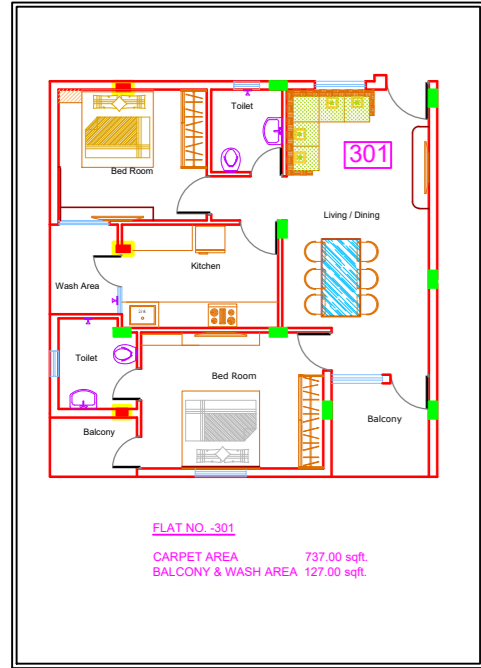 Toilet
Bed Room
301
Living / Dining
Kitchen
Wash Area
Toilet
Bed Room
Balcony
Balcony
FLAT NO. -301
CARPET AREA 737.00 sqft.
BALCONY & WASH AREA 127.00 sqft.